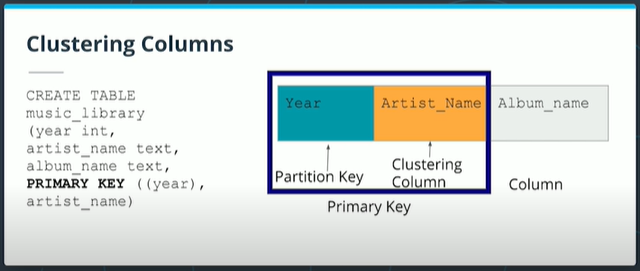 Clustering Columns
CREATE TABLE
music_library
(year int,
artist_name text,
album_name text,
PRIMARY KEY ((year),
artist_name)
Year
Artist_Name
Album_name
Partition Key
Clustering
Column
Column
Primary Key